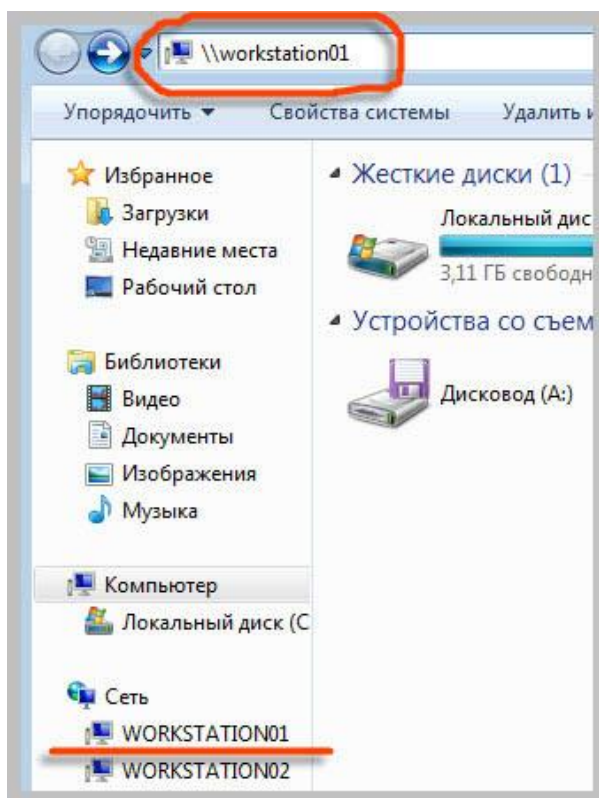 \\workstation01
Упорядочить
Свойства системы
Удалить
Избранное
Загрузки
Недавние места
Рабочий стол
Библиотеки
Видео
Документы
Изображения
Музыка
Компьютер
Локальный диск (C
Сеть
WORKSTATION01
WORKSTATION02
Жесткие диски (1)
Локальный дис
3,11 ГБ свободн
Устройства со съем
Дисковод (A:)